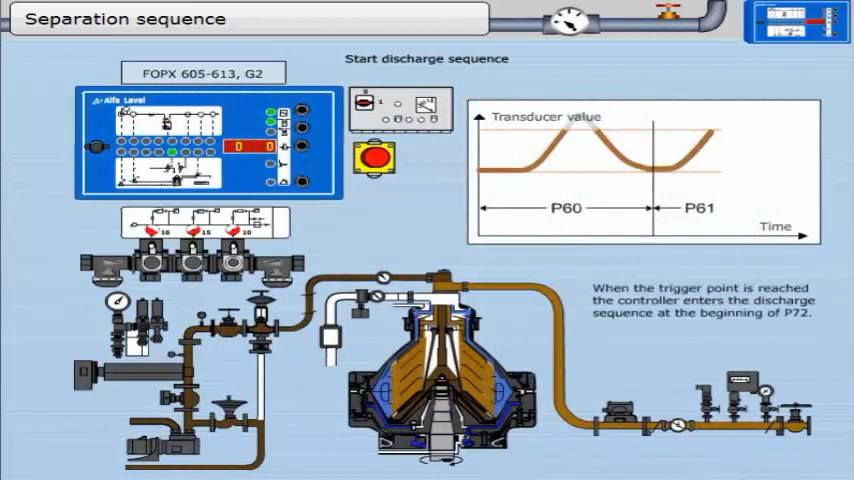 Separation sequence
Start discharge sequence
FOPX 605-613, G2
Alfa Laval
0 0
0
1
Transducer value
P60
P61
Time
16 15 10
When the trigger point is reached
the controller enters the discharge
sequence at the beginning of P72.